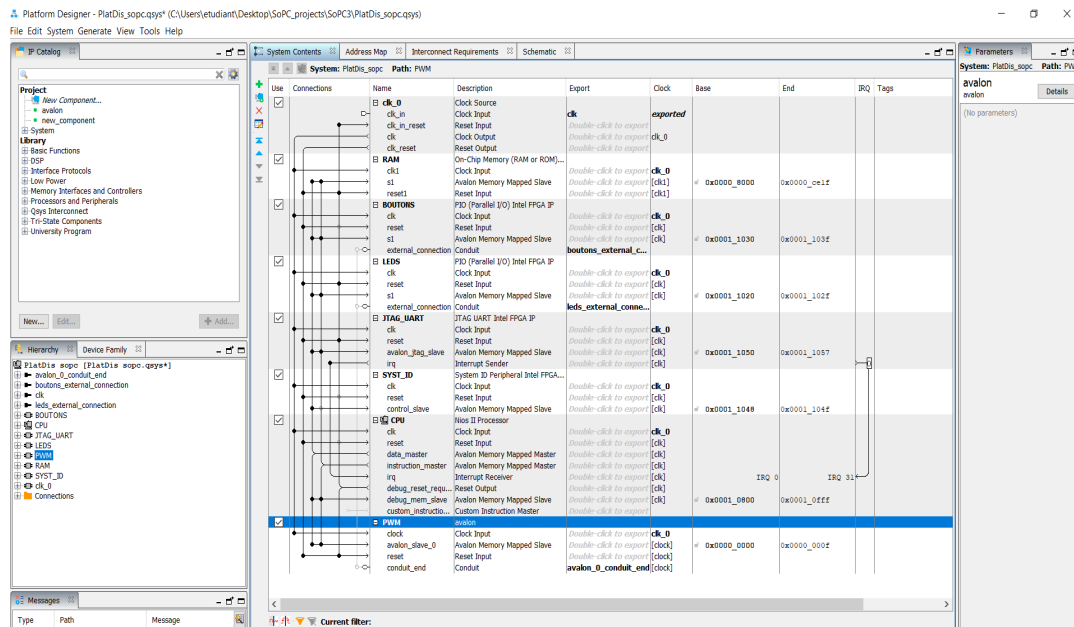 Platform Designer - PlatDis_sopc.qsys* (C:\Users\etudiant\Desktop\SoPC_projects\SoPC3\PlatDis_sopc.qsys)
File Edit System Generate View Tools Help
IP Catalog
Project
New Component...
avalon
new_component
System
Library
Basic Functions
DSP
Interface Protocols
Low Power
Memory Interfaces and Controllers
Processors and Peripherals
Qsys Interconnect
Tri-State Components
University Program
New... Edit... Add...
Hierarchy Device Family
PlatDis sopc [PlatDis sopc.qsys*]
avalon_0_conduit_end
boutons_external_connection
clk
leds_external_connection
BOUTONS
CPU
JTAG_UART
LEDS
PWM
RAM
SYST_ID
clk_0
Connections
Messages
Type Path Message
System Contents Address Map Interconnect Requirements Schematic
System: PlatDis_sopc Path: PWM
Use Connections Name Description Export Clock Base End IRQ Tags
clk_0 Clock Source
clk_in Clock Input clk exported
clk_in_reset Reset Input Double-click to export
clk Clock Output Double-click to export clk_0
clk_reset Reset Output Double-click to export
RAM On-Chip Memory (RAM or ROM)...
clk1 Clock Input Double-click to export clk_0
s1 Avalon Memory Mapped Slave Double-click to export [clk1] 0x0000_8000 0x0000_ce1f
reset1 Reset Input Double-click to export [clk1]
BOUTONS PIO (Parallel I/O) Intel FPGA IP
clk Clock Input Double-click to export clk_0
reset Reset Input Double-click to export [clk]
s1 Avalon Memory Mapped Slave Double-click to export [clk] 0x0001_1030 0x0001_103f
external_connection Conduit boutons_external_c...
LEDS PIO (Parallel I/O) Intel FPGA IP
clk Clock Input Double-click to export clk_0
reset Reset Input Double-click to export [clk]
s1 Avalon Memory Mapped Slave Double-click to export [clk] 0x0001_1020 0x0001_102f
external_connection Conduit leds_external_conne...
JTAG_UART JTAG UART Intel FPGA IP
clk Clock Input Double-click to export clk_0
reset Reset Input Double-click to export [clk]
avalon_jtag_slave Avalon Memory Mapped Slave Double-click to export [clk] 0x0001_1050 0x0001_1057
irq Interrupt Sender Double-click to export [clk]
SYST_ID System ID Peripheral Intel FPGA...
clk Clock Input Double-click to export clk_0
reset Reset Input Double-click to export [clk]
control_slave Avalon Memory Mapped Slave Double-click to export [clk] 0x0001_1048 0x0001_104f
CPU Nios II Processor
clk Clock Input Double-click to export clk_0
reset Reset Input Double-click to export [clk]
data_master Avalon Memory Mapped Master Double-click to export [clk]
instruction_master Avalon Memory Mapped Master Double-click to export [clk]
irq Interrupt Receiver Double-click to export [clk] IRQ 0 IRQ 31
debug_reset_requ... Reset Output Double-click to export [clk]
debug_mem_slave Avalon Memory Mapped Slave Double-click to export [clk] 0x0001_0800 0x0001_0fff
custom_instructio... Custom Instruction Master Double-click to export
PWM avalon
clock Clock Input Double-click to export clk_0
avalon_slave_0 Avalon Memory Mapped Slave Double-click to export [clock] 0x0000_0000 0x0000_000f
reset Reset Input Double-click to export [clock]
conduit_end Conduit avalon_0_conduit_end [clock]
Current filter:
Parameters
System: PlatDis_sopc Path: PW
avalon
avalon
Details
(No parameters)